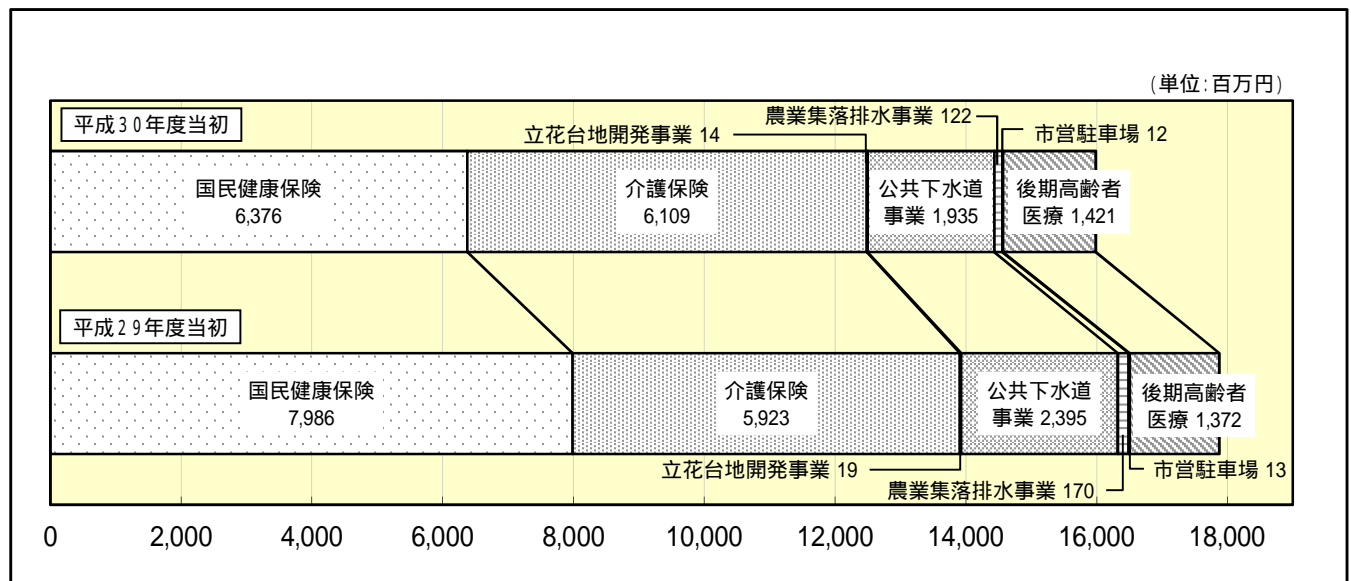 (単位:百万円)
平成30年度当初
農業集落排水事業 122
立花台地開発事業 14
市営駐車場 12
国民健康保険
6,376
介護保険
6,109
公共下水道
事業 1,935
後期高齢者
医療 1,421
平成29年度当初
国民健康保険
7,986
介護保険
5,923
公共下水道
事業 2,395
後期高齢者
医療 1,372
立花台地開発事業 19
市営駐車場 13
農業集落排水事業 170
0 2,000 4,000 6,000 8,000 10,000 12,000 14,000 16,000 18,000